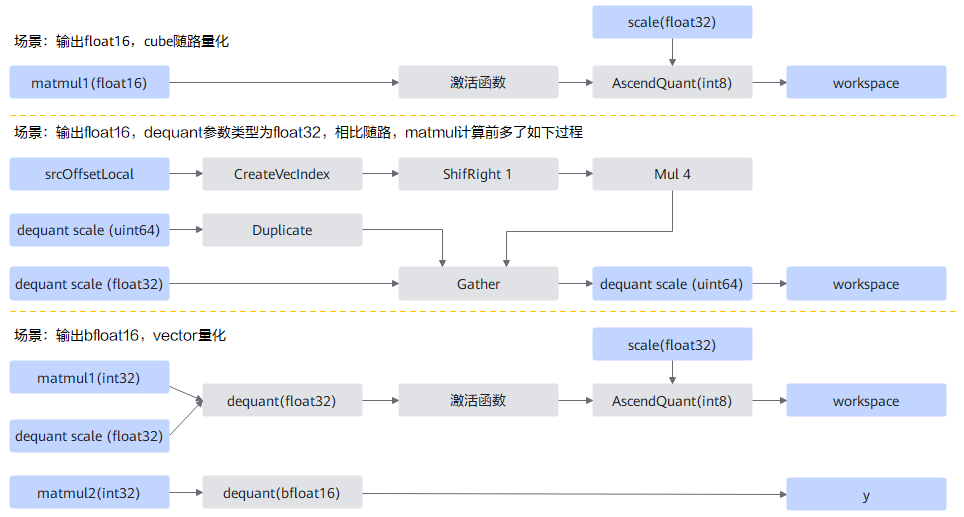 scale(float32)
场景：输出float16，cube随路量化
matmul1(float16)
激活函数
AscendQuant(int8)
workspace
场景：输出float16，dequant参数类型为float32，相比随路，matmul计算前多了如下过程
srcOffsetLocal
CreateVecIndex
ShifRight 1
Mul 4
dequant scale (uint64)
Duplicate
dequant scale (float32)
Gather
dequant scale (uint64)
workspace
场景：输出bfloat16，vector量化
scale(float32)
matmul1(int32)
dequant(float32)
激活函数
AscendQuant(int8)
workspace
dequant scale (float32)
matmul2(int32)
dequant(bfloat16)
y